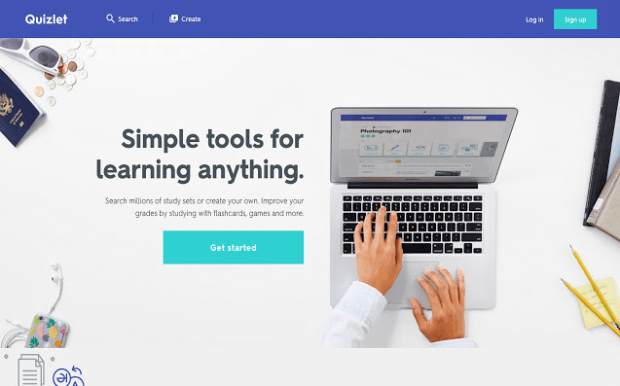 Quizlet
Search
Create
Log in
Sign up
Simple tools for
learning anything.
Search millions of study sets or create your own. Improve your
grades by studying with flashcards, games and more.
Get started
Photography 101